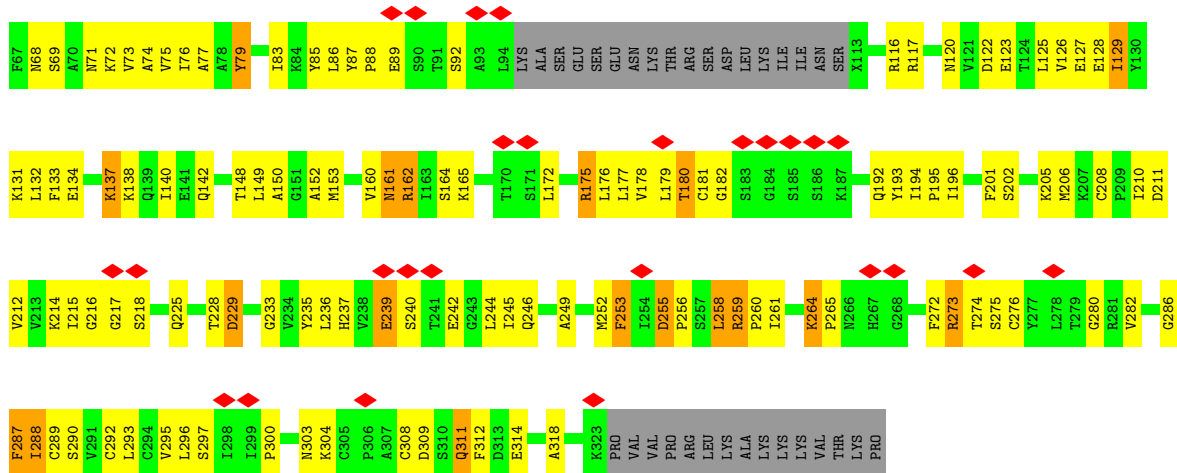 F67 N68 S69 A70 N71 K72 V73 A74 V75 I76 A77 A78 Y79 I83 K84 Y85 L86 Y87 P88 E89 S90 T91 S92 A93 L94 LYS ALA SER GLU SER GLU ASN LYS THR ARG SER ASP LEU LYS ILE ILE ASN SER X113 R116 R117 N120 V121 D122 E123 T124 L125 V126 E127 E128 I129 Y130
K131 L132 F133 E134 K137 K138 Q139 I140 E141 Q142 T148 L149 A150 G151 A152 M153 V160 N161 R162 I163 S164 K165 T170 S171 L172 R175 L176 L177 V178 L179 T180 C181 G182 S183 G184 S185 S186 K187 Q192 Y193 I194 P195 I196 F201 S202 K205 M206 K207 C208 P209 I210 D211
V212 V213 K214 I215 G216 G217 S218 Q225 T228 D229 G233 V234 Y235 L236 H237 V238 E239 S240 T241 E242 G243 L244 I245 Q246 A249 M252 F253 I254 D255 P256 S257 L258 R259 P260 I261 K264 P265 N266 H267 G268 F272 R273 T274 S275 C276 Y277 L278 T279 G280 R281 V282 G286
F287 I288 C289 S290 V291 C292 L293 C294 V295 L296 S297 I298 I299 P300 N303 K304 C305 P306 A307 C308 D309 S310 Q311 F312 D313 E314 A318 K323 PRO VAL VAL PRO ARG LEU LYS ALA LYS LYS LYS VAL THR LYS PRO